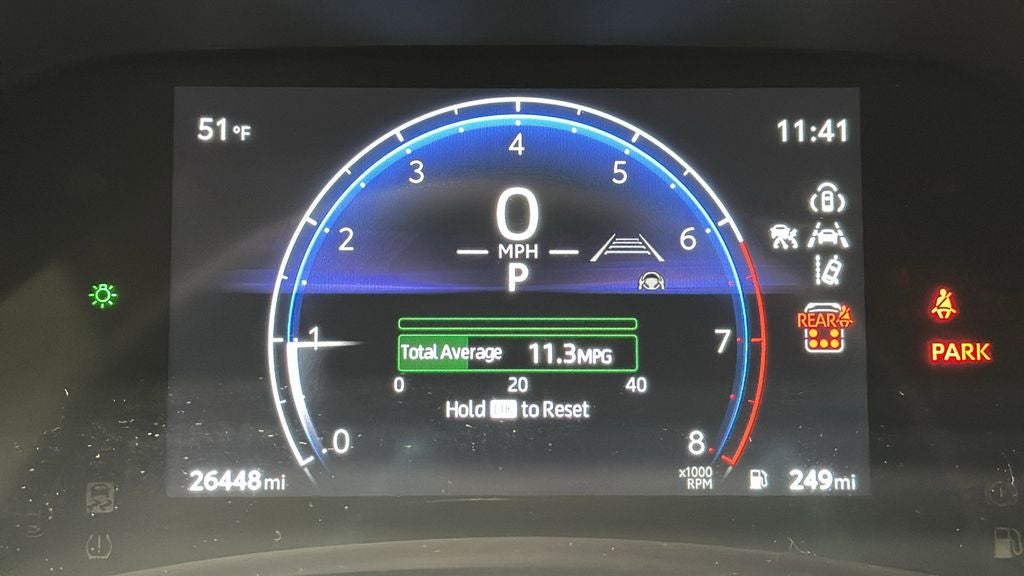 51°F
11:41
4
3
5
0
2
6
MPH
P
REAR
1
7
PARK
Total Average 11.3MPG
0 20 40
Hold OK to Reset
0
8
x1000
RPM
26448mi
249mi